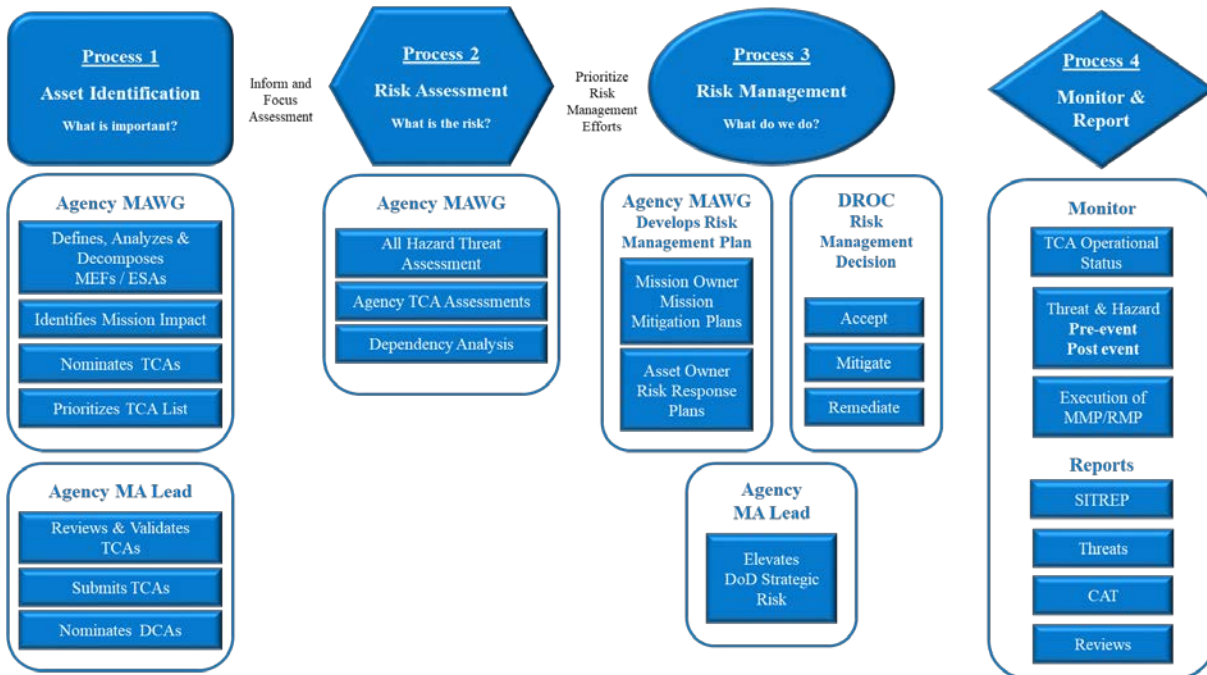 Process 1
Asset Identification
What is important?
Inform and
Focus
Assessment
Process 2
Risk Assessment
What is the risk?
Prioritize
Risk
Management
Efforts
Process 3
Risk Management
What do we do?
Process 4
Monitor &
Report
Agency MAWG
Defines, Analyzes &
Decomposes
MEFs / ESAs
Identifies Mission Impact
Nominates TCAs
Prioritizes TCA List
Agency MA Lead
Reviews & Validates
TCAs
Submits TCAs
Nominates DCAs
Agency MAWG
All Hazard Threat
Assessment
Agency TCA Assessments
Dependency Analysis
Agency MAWG
Develops Risk
Management Plan
Mission Owner
Mission
Mitigation Plans
Asset Owner
Risk Response
Plans
DROC
Risk
Management
Decision
Accept
Mitigate
Remediate
Agency
MA Lead
Elevates
DoD Strategic
Risk
Monitor
TCA Operational
Status
Threat & Hazard
Pre-event
Post event
Execution of
MMP/RMP
Reports
SITREP
Threats
CAT
Reviews